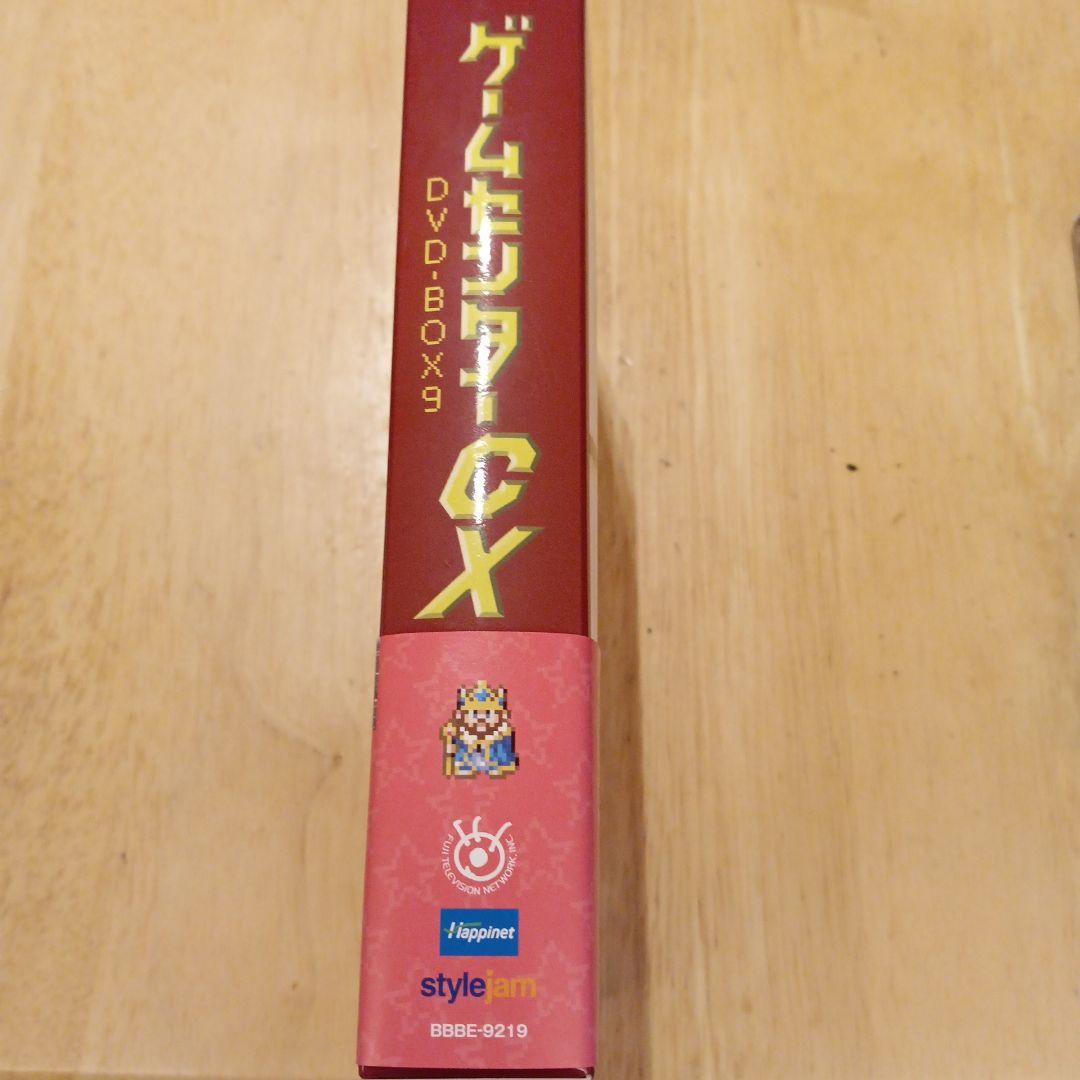 ゲームセンターCX
DVD-BOX9
FUJI TELEVISION NETWORK, INC.
Happinet
stylejam
BBBE-9219